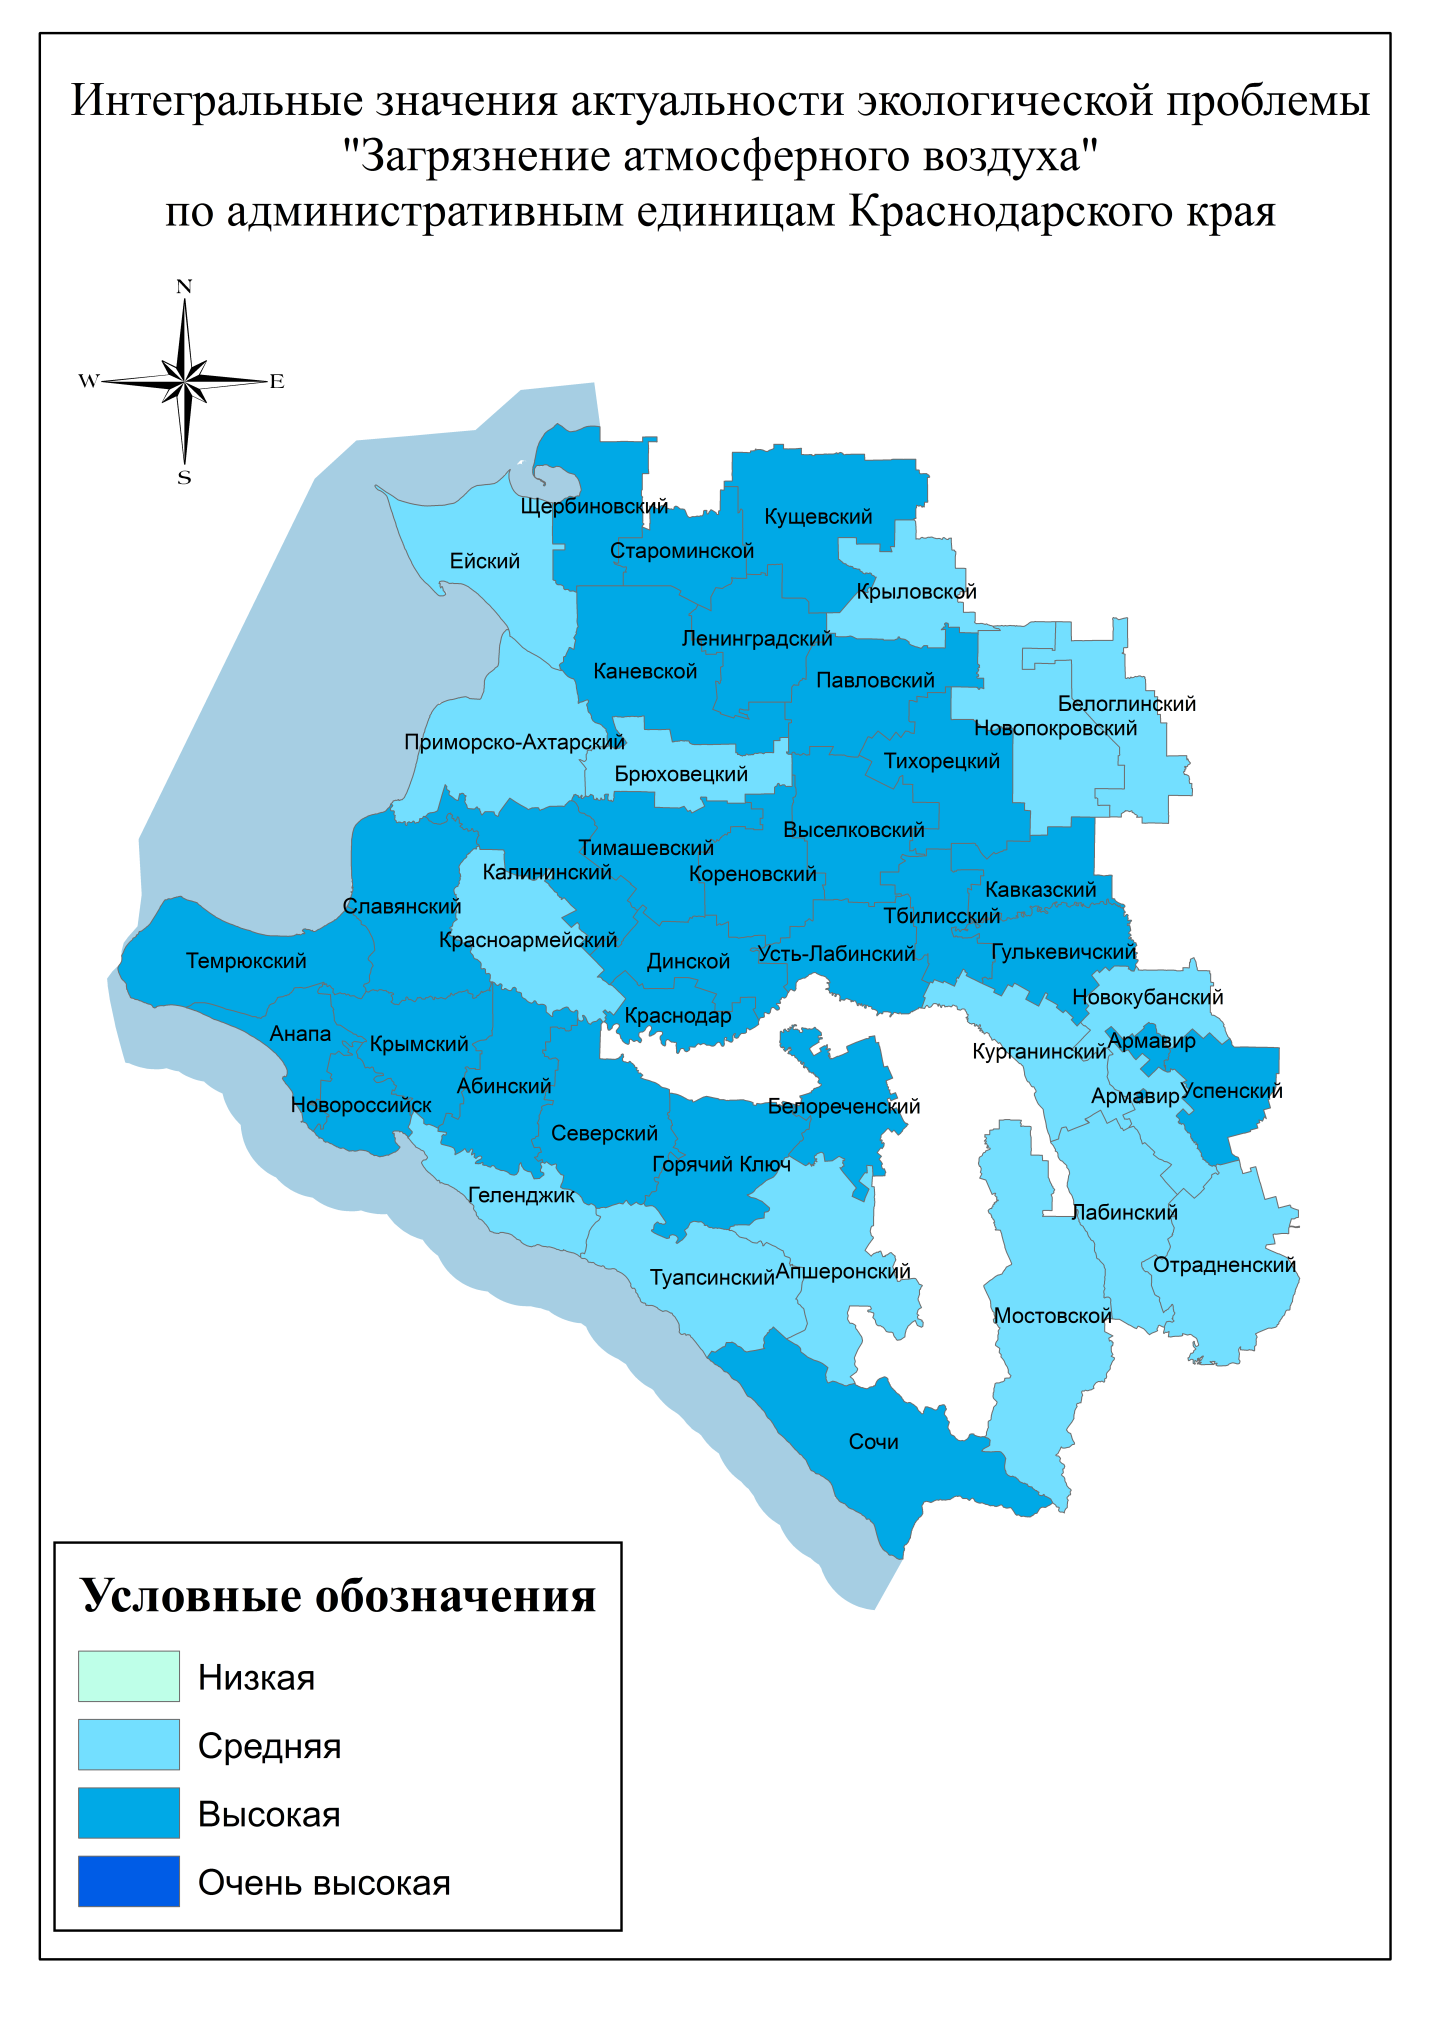 Интегральные значения актуальности экологической проблемы
"Загрязнение атмосферного воздуха"
по административным единицам Краснодарского края
N
W
E
S
Щербиновский
Кущевский
Староминской
Ейский
Крыловской
Ленинградский
Каневской
Павловский
Белоглинский
Новопокровский
Приморско-Ахтарский
Тихорецкий
Брюховецкий
Выселковский
Тимашевский
Калининский
Кореновский
Кавказский
Славянский
Тбилисский
Красноармейский
Гулькевичский
Усть-Лабинский
Темрюкский
Динской
Новокубанский
Краснодар
Анапа
Крымский
Армавир
Курганинский
Абинский
Успенский
Армавир
Новороссийск
Белореченский
Северский
Горячий Ключ
Геленджик
Лабинский
Отрадненский
Апшеронский
Туапсинский
Мостовской
Сочи
Условные обозначения
Низкая
Средняя
Высокая
Очень высокая